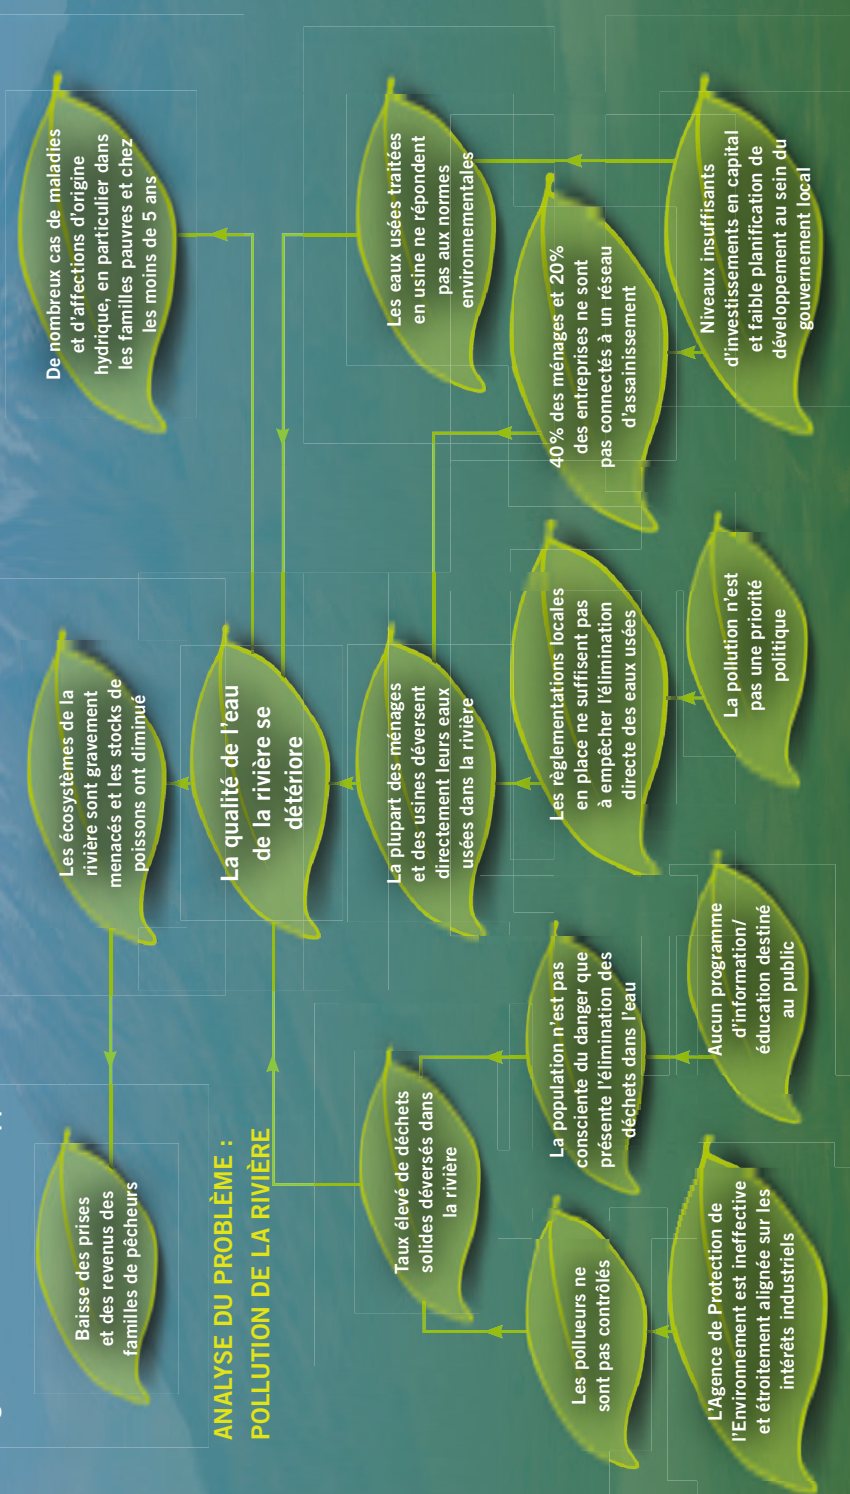 Baisse des prises
et des revenus des
familles de pêcheurs
Les écosystèmes de la
rivière sont gravement
menacés et les stocks de
poissons ont diminué
De nombreux cas de maladies
et d'affections d'origine
hydrique, en particulier dans
les familles pauvres et chez
les moins de 5 ans
ANALYSE DU PROBLÈME :
POLLUTION DE LA RIVIÈRE
La qualité de l'eau
de la rivière se
détériore
Taux élevé de déchets
solides déversés dans
la rivière
La plupart des ménages
et des usines déversent
directement leurs eaux
usées dans la rivière
Les eaux usées traitées
en usine ne répondent
pas aux normes
environnementales
Les pollueurs ne
sont pas contrôlés
La population n'est pas
consciente du danger que
présente l'élimination des
déchets dans l'eau
Les règlementations locales
en place ne suffisent pas
à empêcher l'élimination
directe des eaux usées
40% des ménages et 20%
des entreprises ne sont
pas connectés à un réseau
d'assainissement
L'Agence de Protection de
l'Environnement est ineffective
et étroitement alignée sur les
intérêts industriels
Aucun programme
d'information/
éducation destiné
au public
La pollution n'est
pas une priorité
politique
Niveaux insuffisants
d'investissements en capital
et faible planification de
développement au sein du
gouvernement local